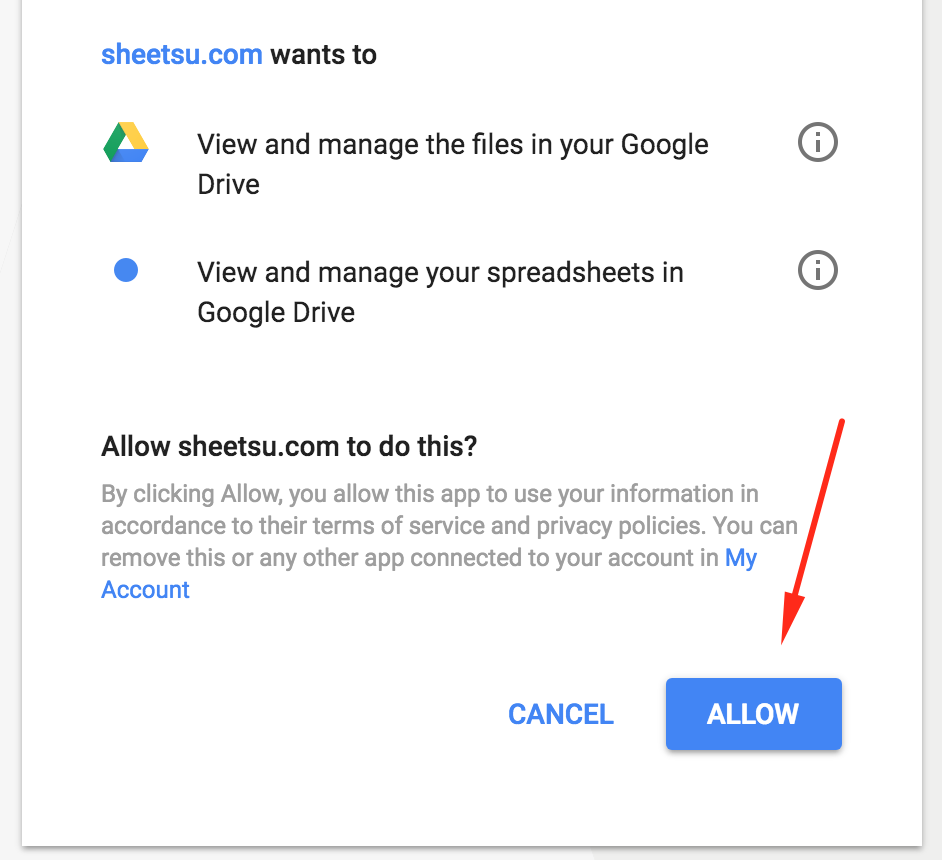 sheetsu.com wants to
View and manage the files in your Google
Drive
View and manage your spreadsheets in
Google Drive
Allow sheetsu.com to do this?
By clicking Allow, you allow this app to use your information in
accordance to their terms of service and privacy policies. You can
remove this or any other app connected to your account in My
Account
CANCEL
ALLOW